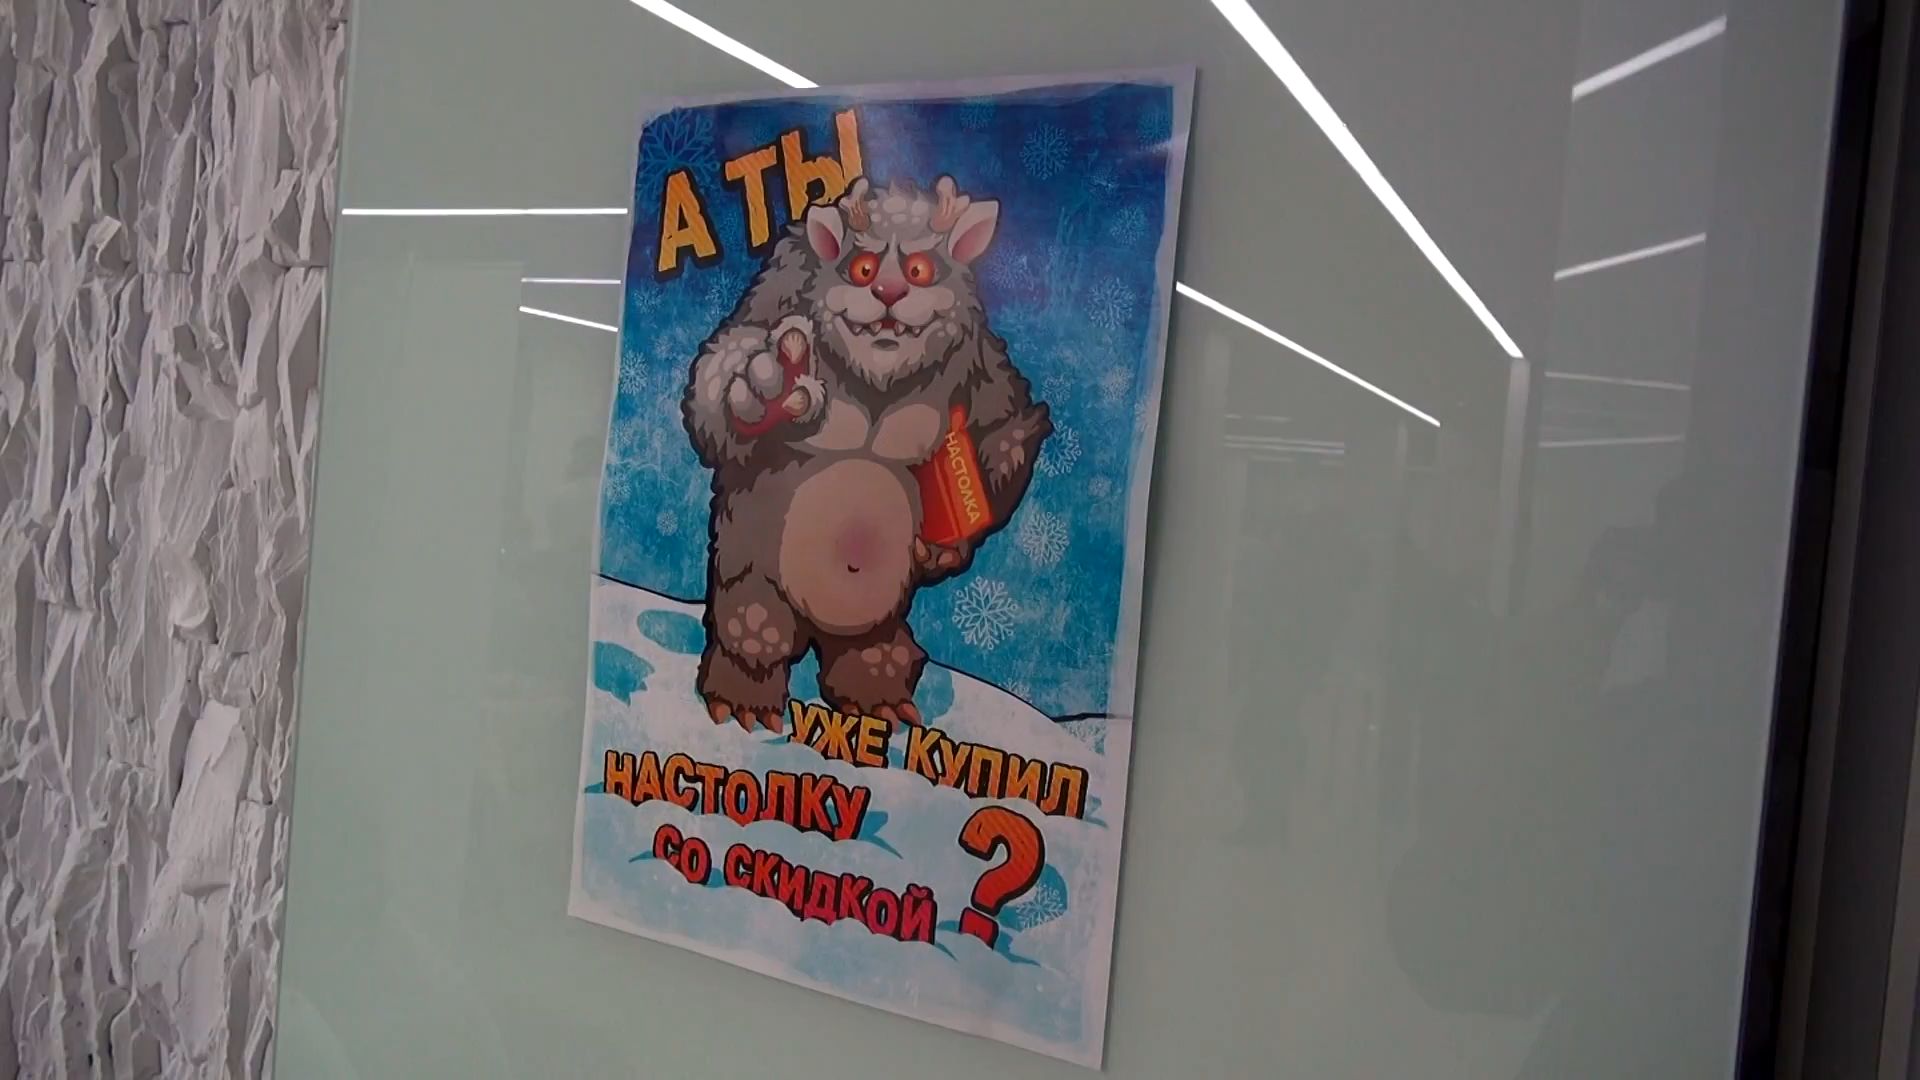 А ТЫ
НАСТОЛКА
УЖЕ КУПИЛ
НАСТОЛКУ
СО СКИДКОЙ ?